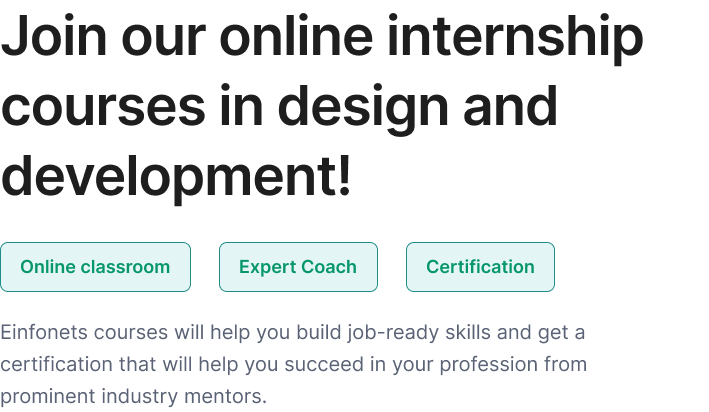 Join our online internship
courses in design and
development!
Online classroom
Expert Coach
Certification
Einfonets courses will help you build job-ready skills and get a
certification that will help you succeed in your profession from
prominent industry mentors.